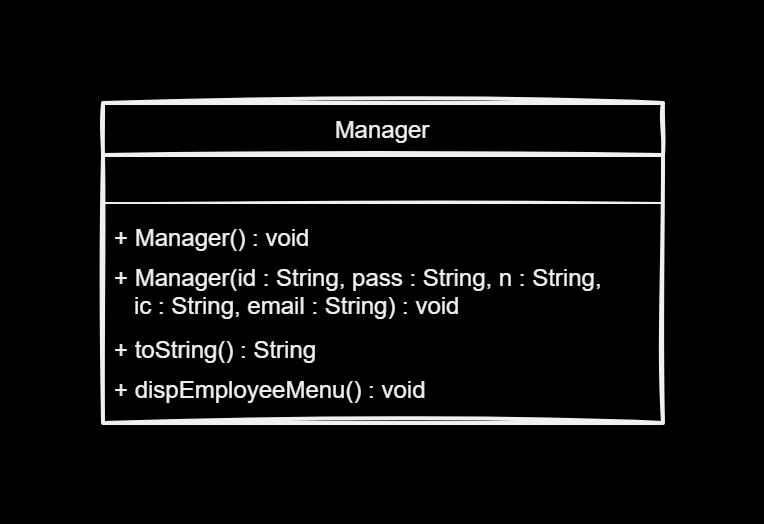 Manager
+ Manager() : void
+ Manager(id : String, pass : String, n : String,
ic : String, email : String) : void
+ toString() : String
+ dispEmployeeMenu() : void